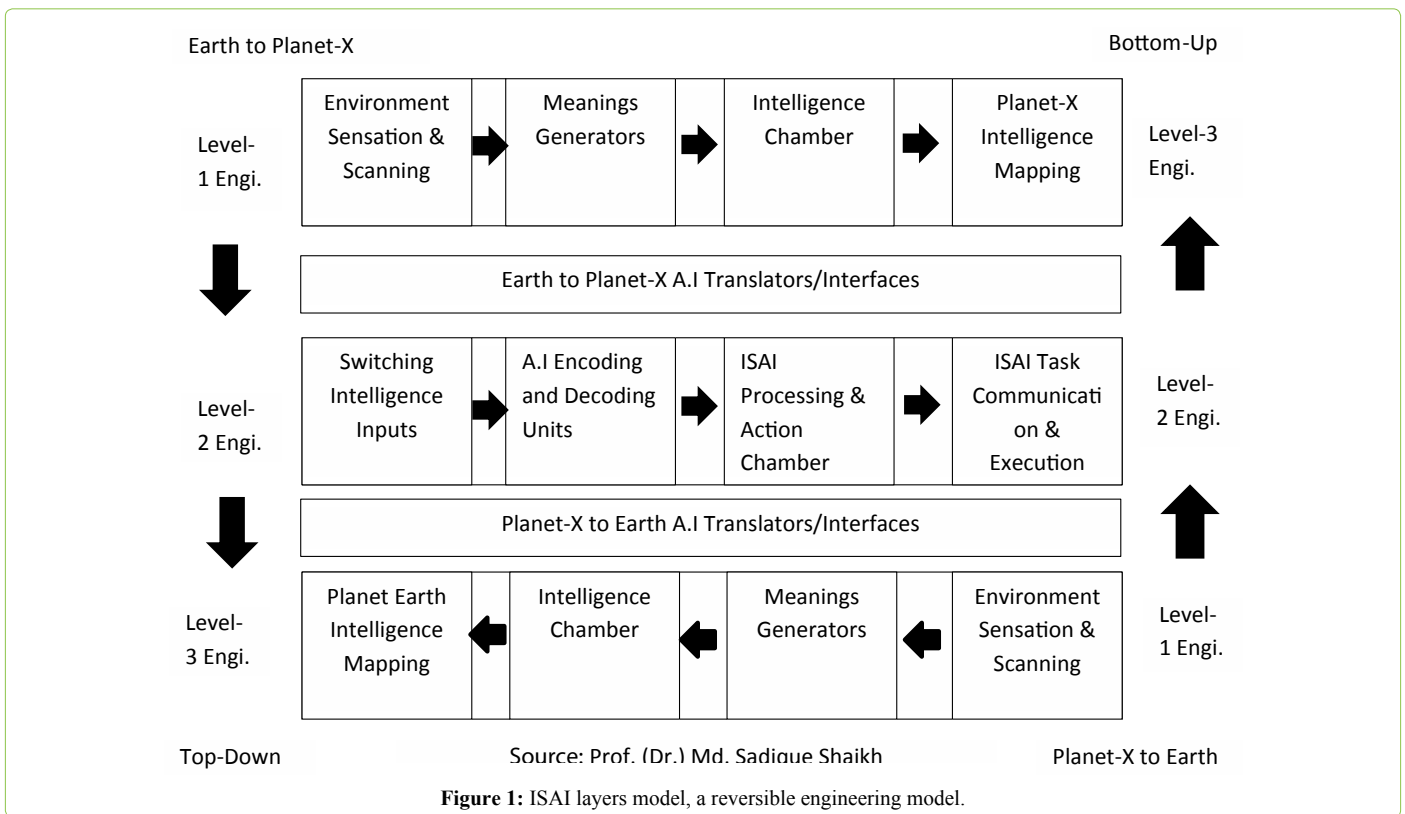 Earth to Planet-X
Bottom-Up
Level-
1 Engi.
Environment
Sensation &
Scanning
Meanings
Generators
Intelligence
Chamber
Planet-X
Intelligence
Mapping
Level-3
Engi.
Earth to Planet-X A.I Translators/Interfaces
Level-
2 Engi.
Switching
Intelligence
Inputs
A.I Encoding
and Decoding
Units
ISAI
Processing &
Action
Chamber
ISAI Task
Communicati
on &
Execution
Level-
2 Engi.
Planet-X to Earth A.I Translators/Interfaces
Level-
3 Engi.
Planet Earth
Intelligence
Mapping
Intelligence
Chamber
Meanings
Generators
Environment
Sensation &
Scanning
Level-
1 Engi.
Top-Down
Source: Prof. (Dr.) Md. Sadique Shaikh
Planet-X to Earth
Figure 1: ISAI layers model, a reversible engineering model.